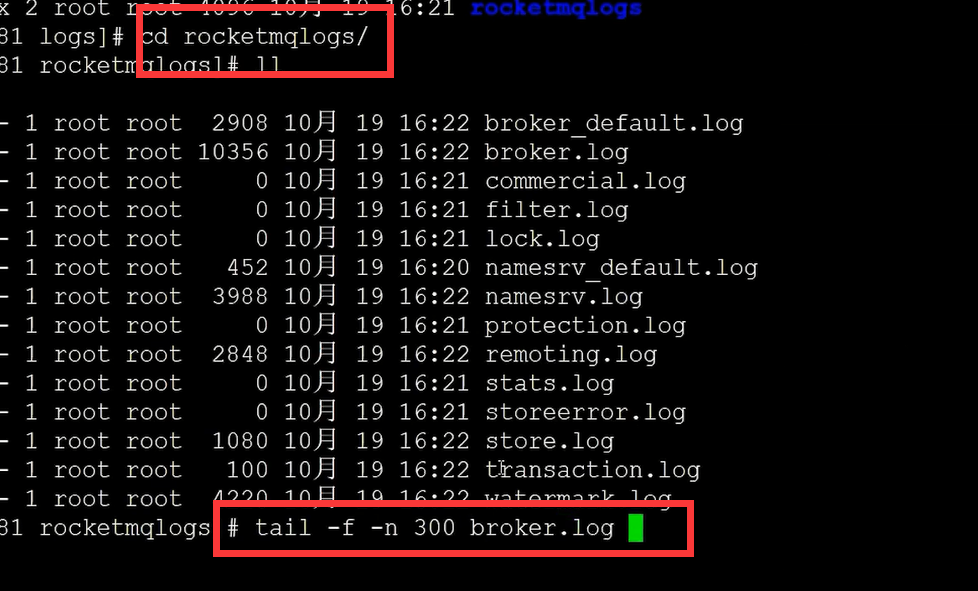 x 2 root root 4096 10月 19 16:21 rocketmqlogs
81 logs]# cd rocketmqlogs/
81 rocketmqlogs]# ll
- 1 root root 2908 10月 19 16:22 broker_default.log
- 1 root root 10356 10月 19 16:22 broker.log
- 1 root root 0 10月 19 16:21 commercial.log
- 1 root root 0 10月 19 16:21 filter.log
- 1 root root 0 10月 19 16:21 lock.log
- 1 root root 452 10月 19 16:20 namesrv_default.log
- 1 root root 3988 10月 19 16:22 namesrv.log
- 1 root root 0 10月 19 16:21 protection.log
- 1 root root 2848 10月 19 16:22 remoting.log
- 1 root root 0 10月 19 16:21 stats.log
- 1 root root 0 10月 19 16:21 storeerror.log
- 1 root root 1080 10月 19 16:22 store.log
- 1 root root 100 10月 19 16:22 transaction.log
- 1 root root 4220 10月 19 16:22 watermark.log
81 rocketmqlogs # tail -f -n 300 broker.log